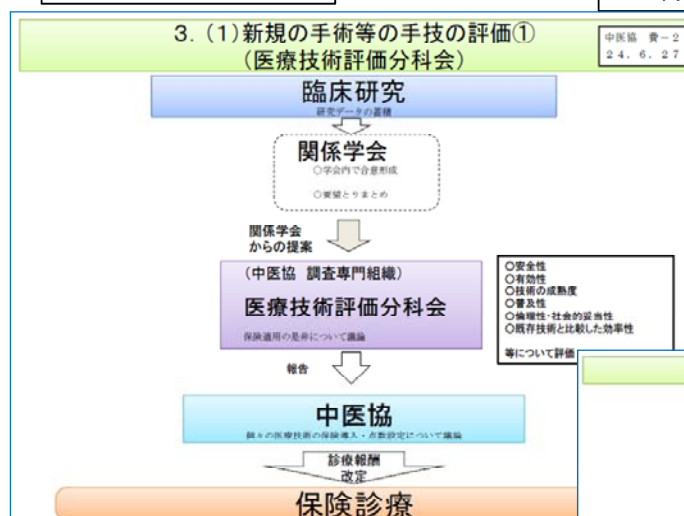 3. (1)新規の手術等の手技の評価①
(医療技術評価分科会)
中医協 費-2
24. 6. 27
臨床研究
研究データの蓄積
関係学会
○学会内で合意形成
○要望とりまとめ
関係学会
からの提案
(中医協 調査専門組織)
医療技術評価分科会
保険適用の是非について議論
○安全性
○有効性
○技術の成熟度
○普及性
○倫理性・社会的妥当性
○既存技術と比較した効率性
等について評価
報告
中医協
個々の医療技術の保険導入・点数設定について議論
診療報酬
改定
保険診療